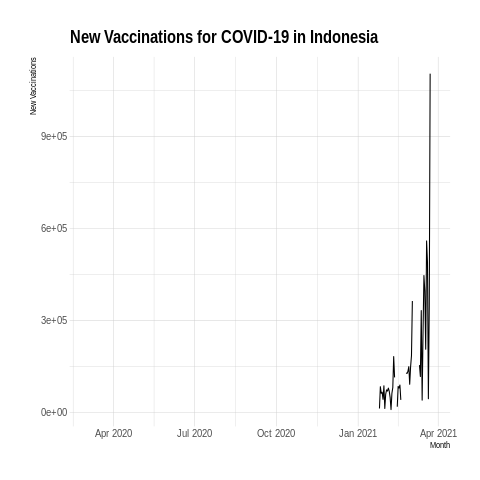 New Vaccinations for COVID-19 in Indonesia
New Vaccinations
9e+05
6e+05
3e+05
0e+00
Apr 2020 Jul 2020 Oct 2020 Jan 2021 Apr 2021
Month